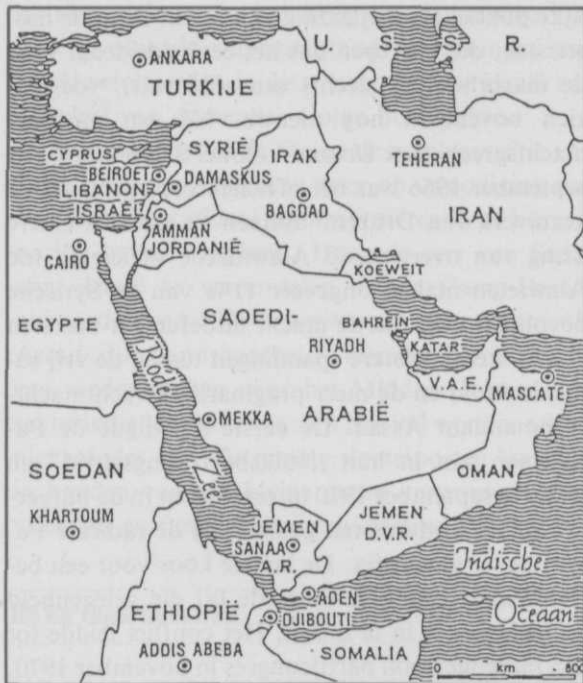 U. S. S. R.
ANKARA
TURKIJE
CYPRUS
SYRIË
BEIROET
LIBANON
DAMASKUS
ISRAËL
IRAK
BAGDAD
TEHERAN
IRAN
CAIRO
AMMAN
JORDANIË
KOEWEIT
EGYPTE
SAOEDI-
ARABIË
BAHREIN
RIYADH
KATAR
V.A.E.
MASCATE
Rode
Zee
MEKKA
SOEDAN
KHARTOUM
OMAN
JEMEN
SANAA
A.R.
JEMEN
D.V.R.
Indische
Oceaan
ETHIOPIË
ADEN
DJIBOUTI
ADDIS ABEBA
SOMALIA
0 km 800